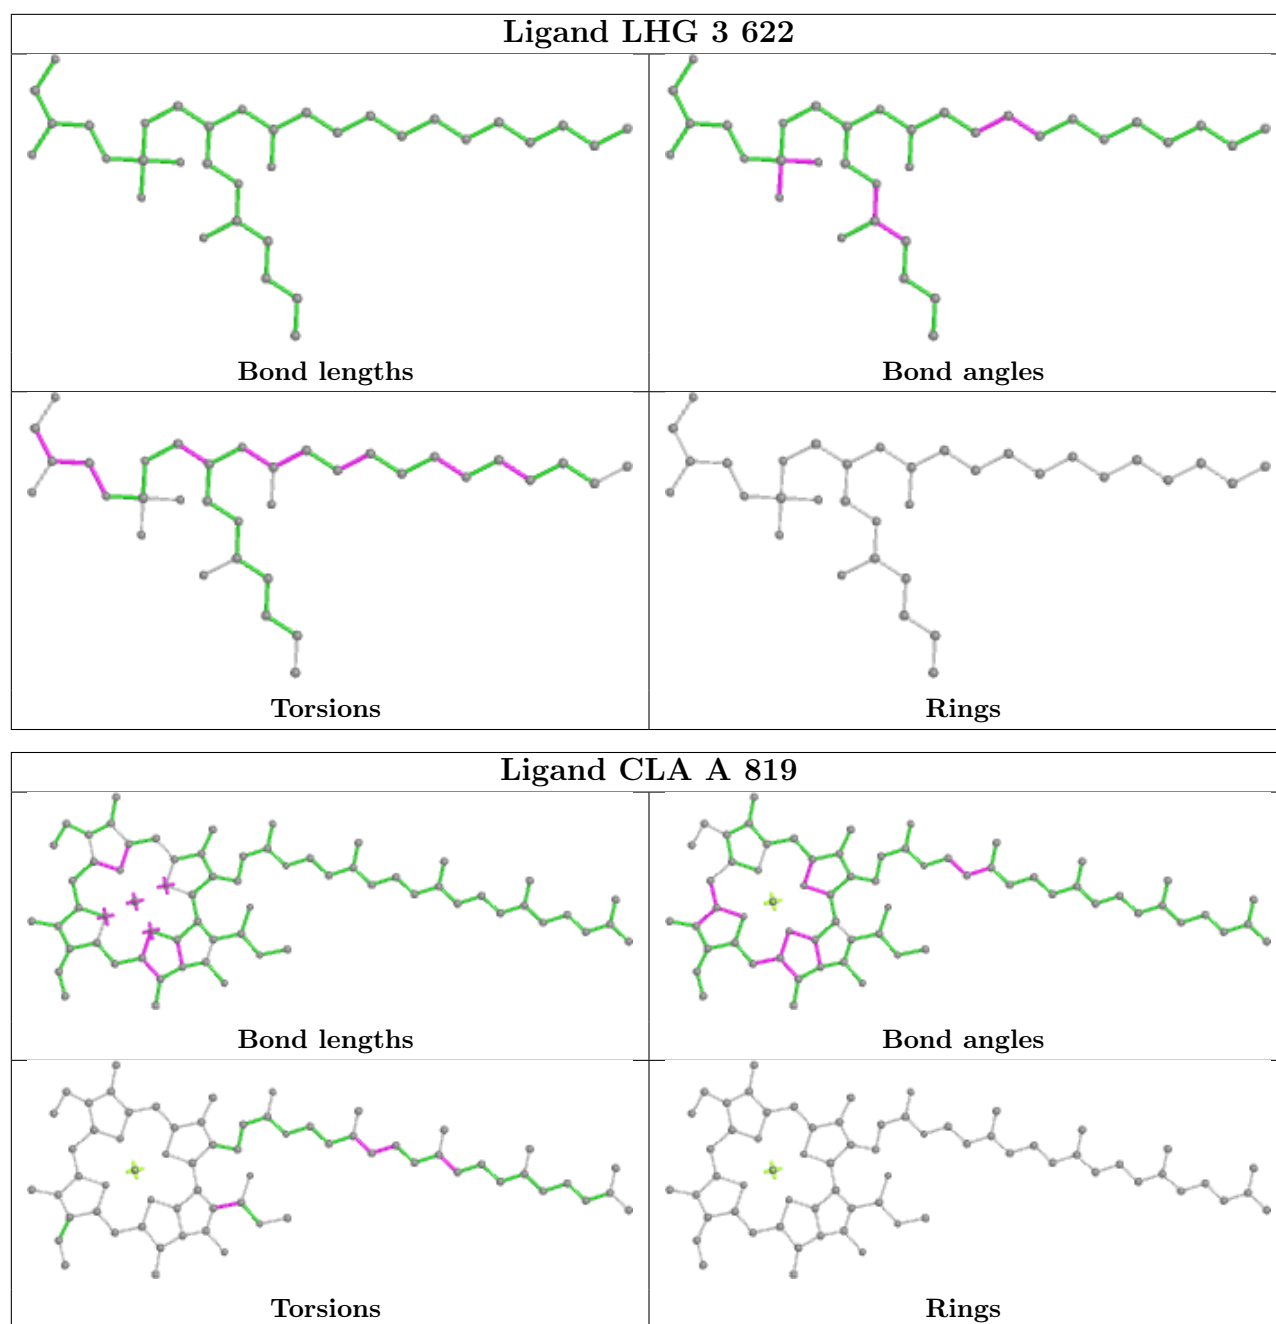 Ligand LHG 3 622
Bond lengths
Bond angles
Torsions
Rings
Ligand CLA A 819
Bond lengths
Bond angles
Torsions
Rings